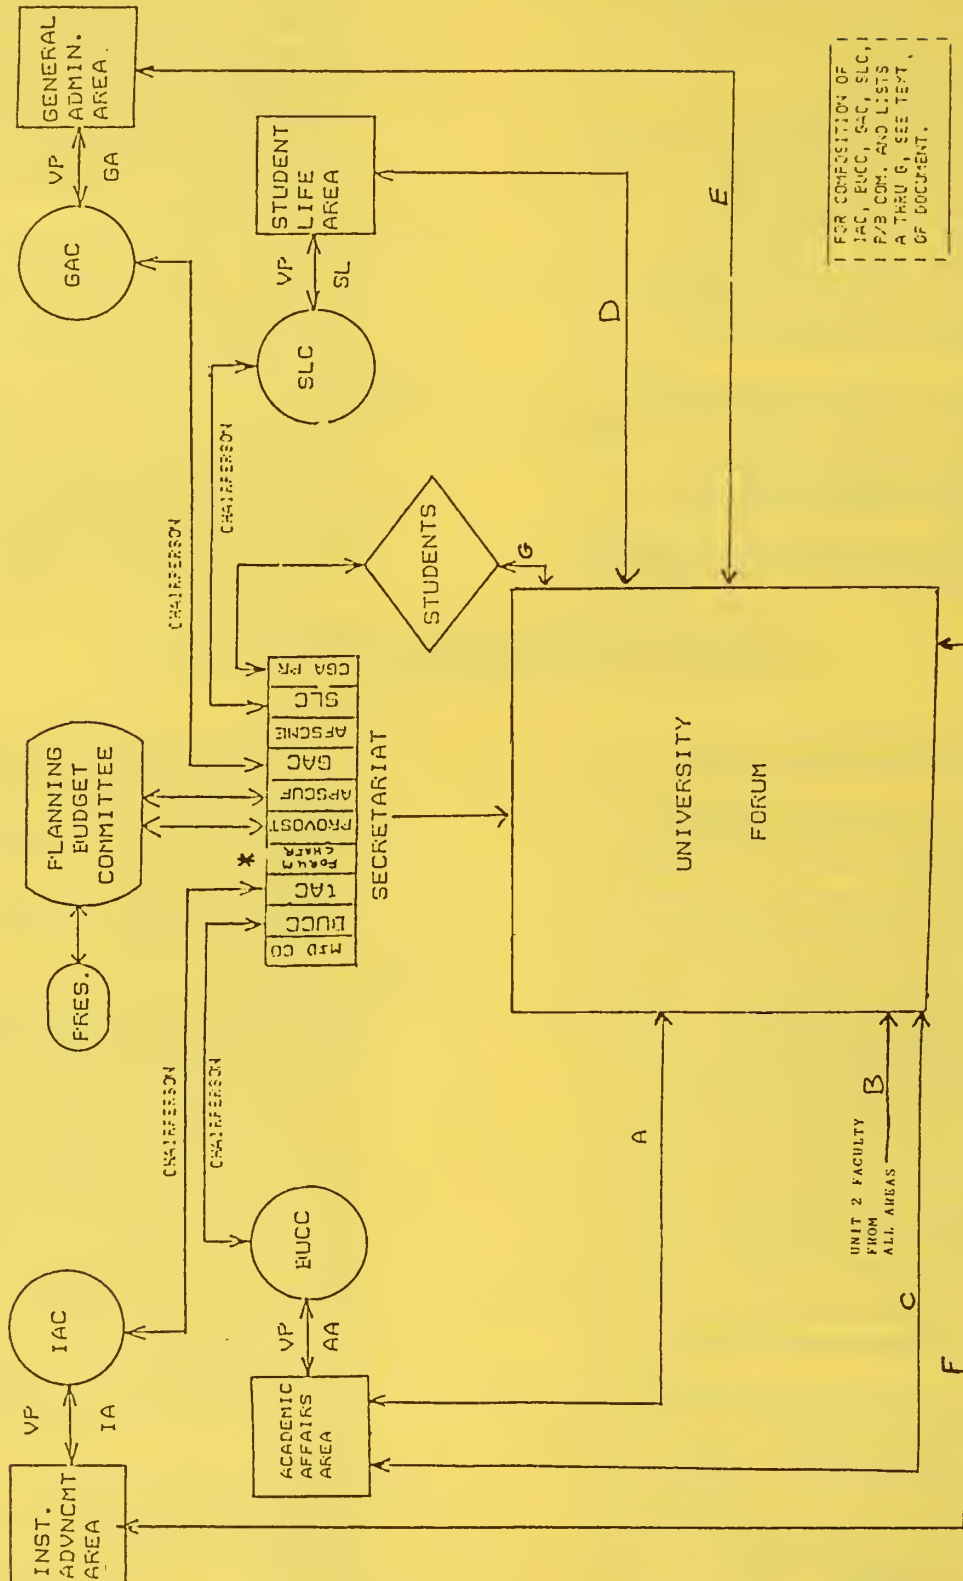 INST.
ADVNCMT
AREA
VP
IA
IAC
CHAIRPERSON
PRES.
PLANNING
BUDGET
COMMITTEE
CHAIRPERSON
GAC
VP
GA
GENERAL
ADMIN.
AREA
ACADEMIC
AFFAIRS
AREA
VP
AA
BUCC
CHAIRPERSON
CHAIRPERSON
SLC
VP
SL
STUDENT
LIFE
AREA
*
BUCC
IAC
FORUM
CHAIR
PROVOST
APSCUF
GAC
AFSCME
SLC
CGA PR
SECRETARIAT
STUDENTS
G
A
D
E
UNIVERSITY
FORUM
UNIT 2 FACULTY
FROM
ALL AREAS
B
C
F
FOR COMPOSITION OF
IAC, BUCC, GAC, SLC,
P/B COM. AND LISTS
A THRU G, SEE TEXT
OF DOCUMENT.